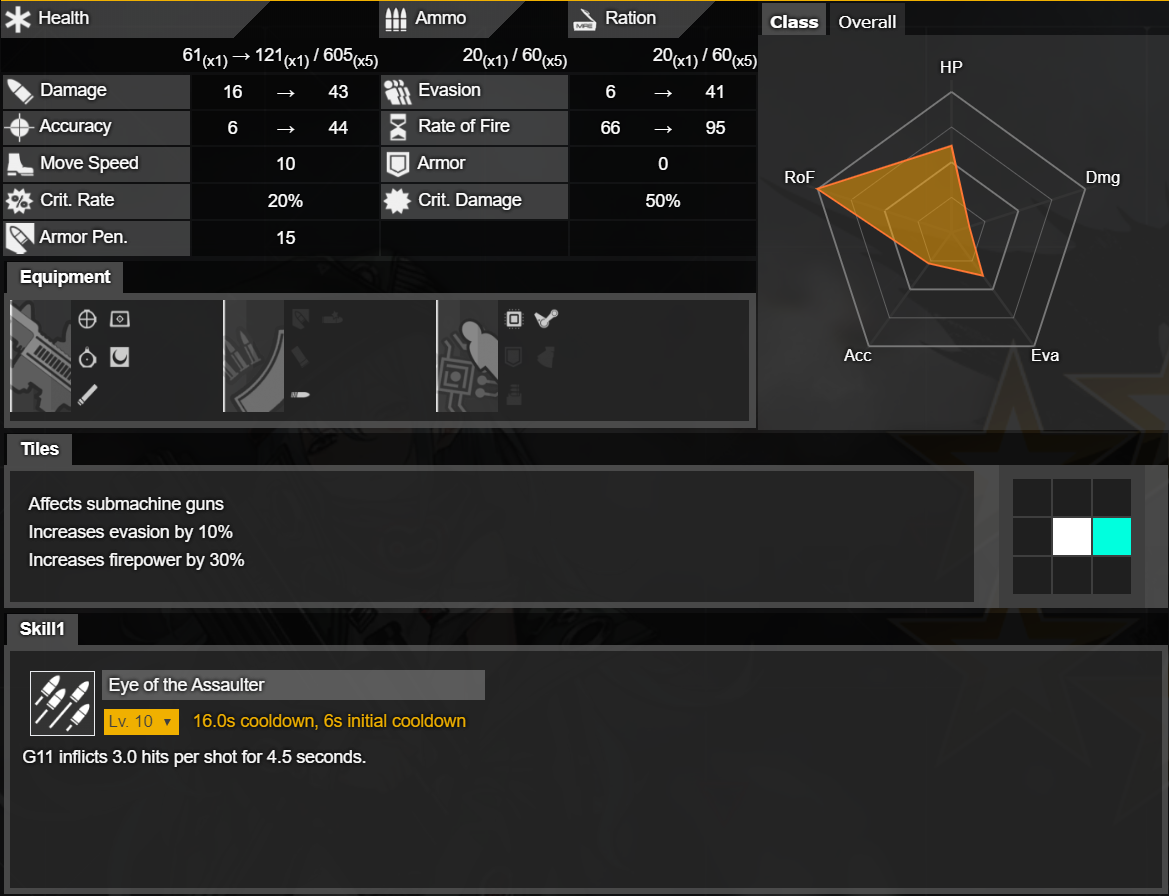 Health
Ammo
Ration
61(x1) → 121(x1) / 605(x5)
20(x1) / 60(x5)
20(x1) / 60(x5)
Damage 16 → 43
Evasion 6 → 41
Accuracy 6 → 44
Rate of Fire 66 → 95
Move Speed 10
Armor 0
Crit. Rate 20%
Crit. Damage 50%
Armor Pen. 15
Class Overall
HP
RoF
Dmg
Acc
Eva
Equipment
Tiles
Affects submachine guns
Increases evasion by 10%
Increases firepower by 30%
Skill1
Eye of the Assaulter
Lv. 10 ▼ 16.0s cooldown, 6s initial cooldown
G11 inflicts 3.0 hits per shot for 4.5 seconds.